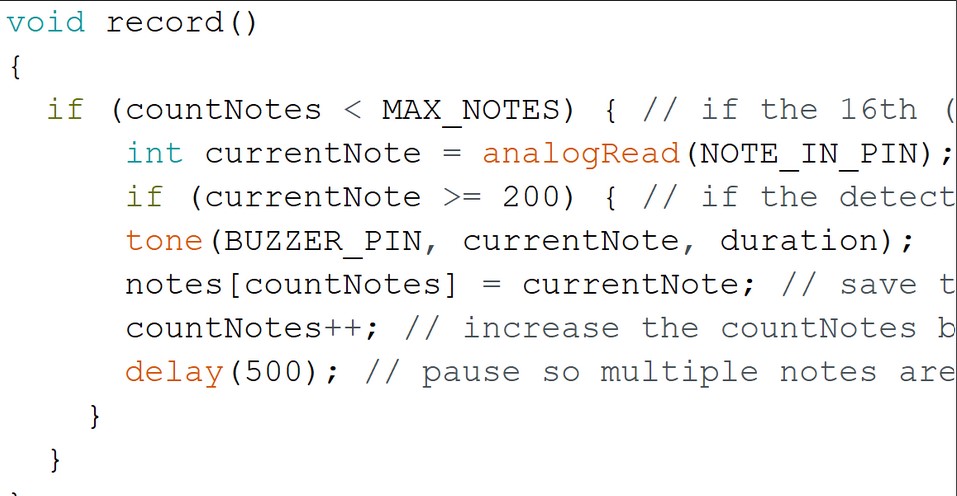 void record()
{
if (countNotes < MAX_NOTES) { // if the 16th (
int currentNote = analogRead(NOTE_IN_PIN);
if (currentNote >= 200) { // if the detect
tone(BUZZER_PIN, currentNote, duration);
notes[countNotes] = currentNote; // save t
countNotes++; // increase the countNotes b
delay(500); // pause so multiple notes are
}
}
}